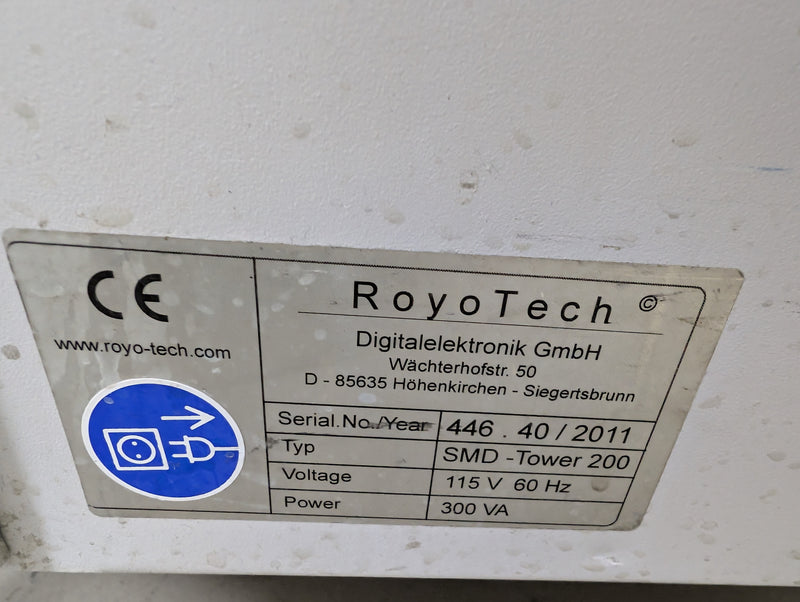 CE
www.royo-tech.com
RoyoTech ©
Digitalelektronik GmbH
Wächterhofstr. 50
D - 85635 Höhenkirchen - Siegertsbrunn
Serial.No./Year 446 . 40 / 2011
Typ SMD -Tower 200
Voltage 115 V 60 Hz
Power 300 VA